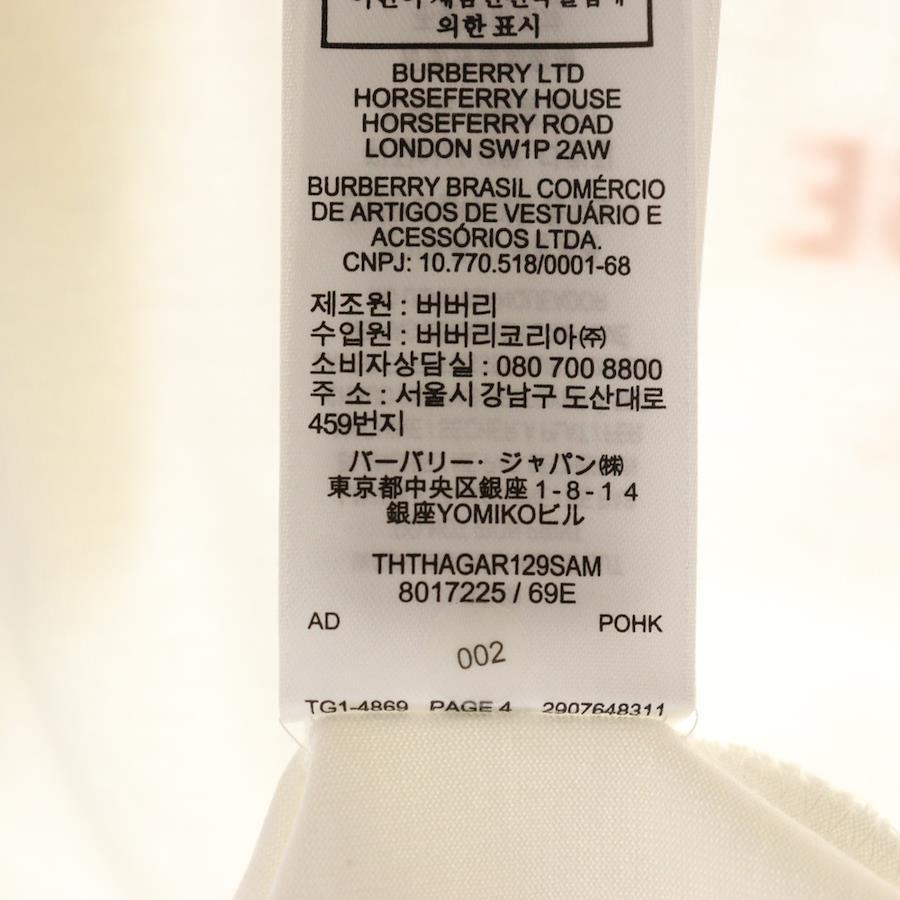 의한 표시
BURBERRY LTD
HORSEFERRY HOUSE
HORSEFERRY ROAD
LONDON SW1P 2AW
BURBERRY BRASIL COMÉRCIO
DE ARTIGOS DE VESTUÁRIO E
ACESSÓRIOS LTDA.
CNPJ: 10.770.518/0001-68
제조원 : 버버리
수입원 : 버버리코리아㈜
소비자상담실 : 080 700 8800
주 소 : 서울시 강남구 도산대로
459번지
バーバリー・ジャパン㈱
東京都中央区銀座 1-8-1 4
銀座YOMIKOビル
THTHAGAR129SAM
8017225 / 69E
AD POHK
002
TG1-4869 PAGE 4 2907648311